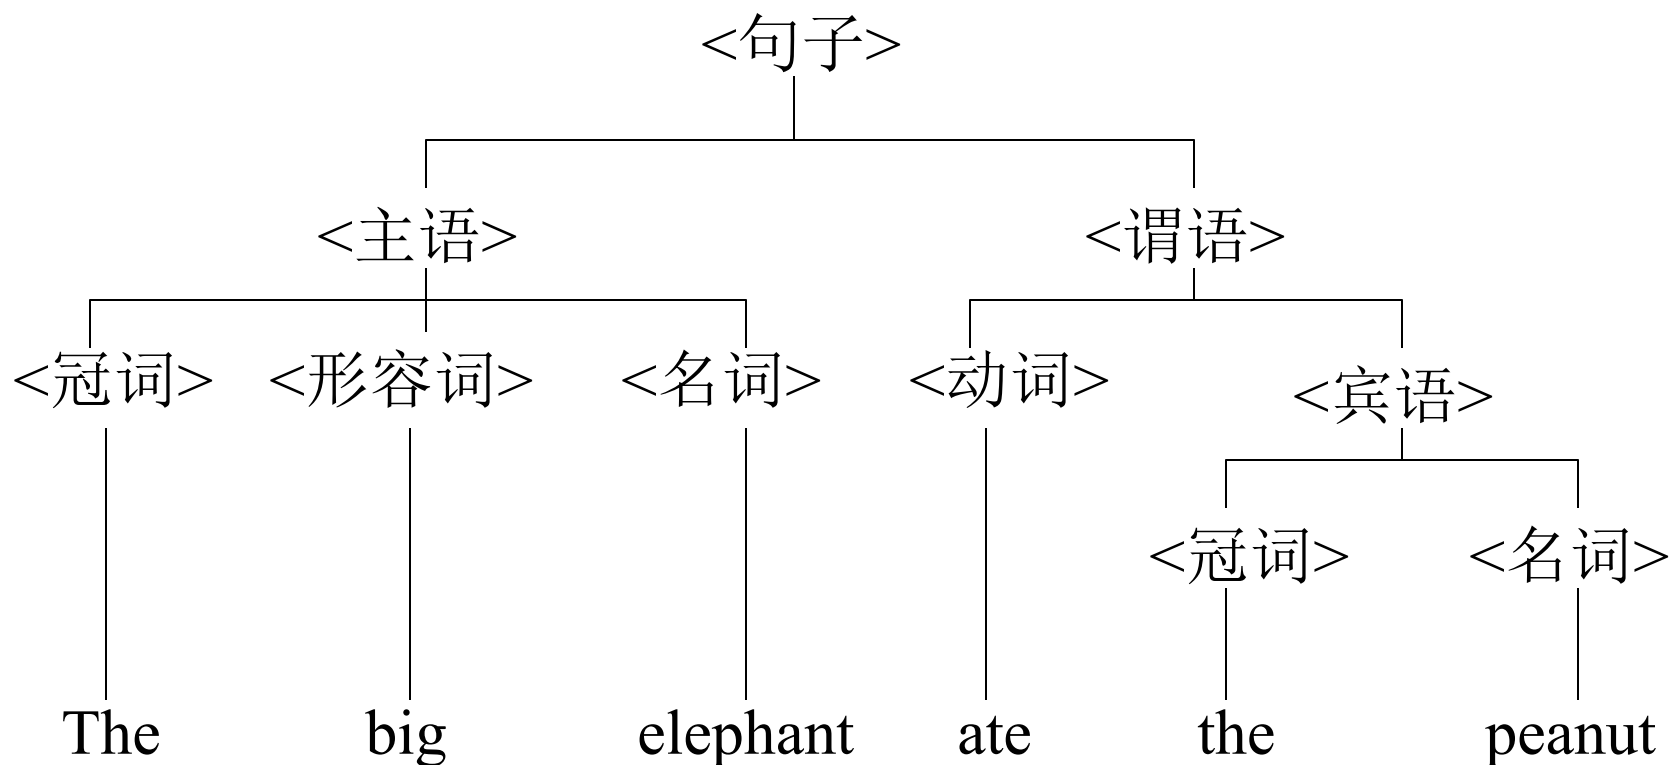 <句子>
<主语> <谓语>
<冠词> <形容词> <名词> <动词> <宾语>
<冠词> <名词>
The big elephant ate the peanut